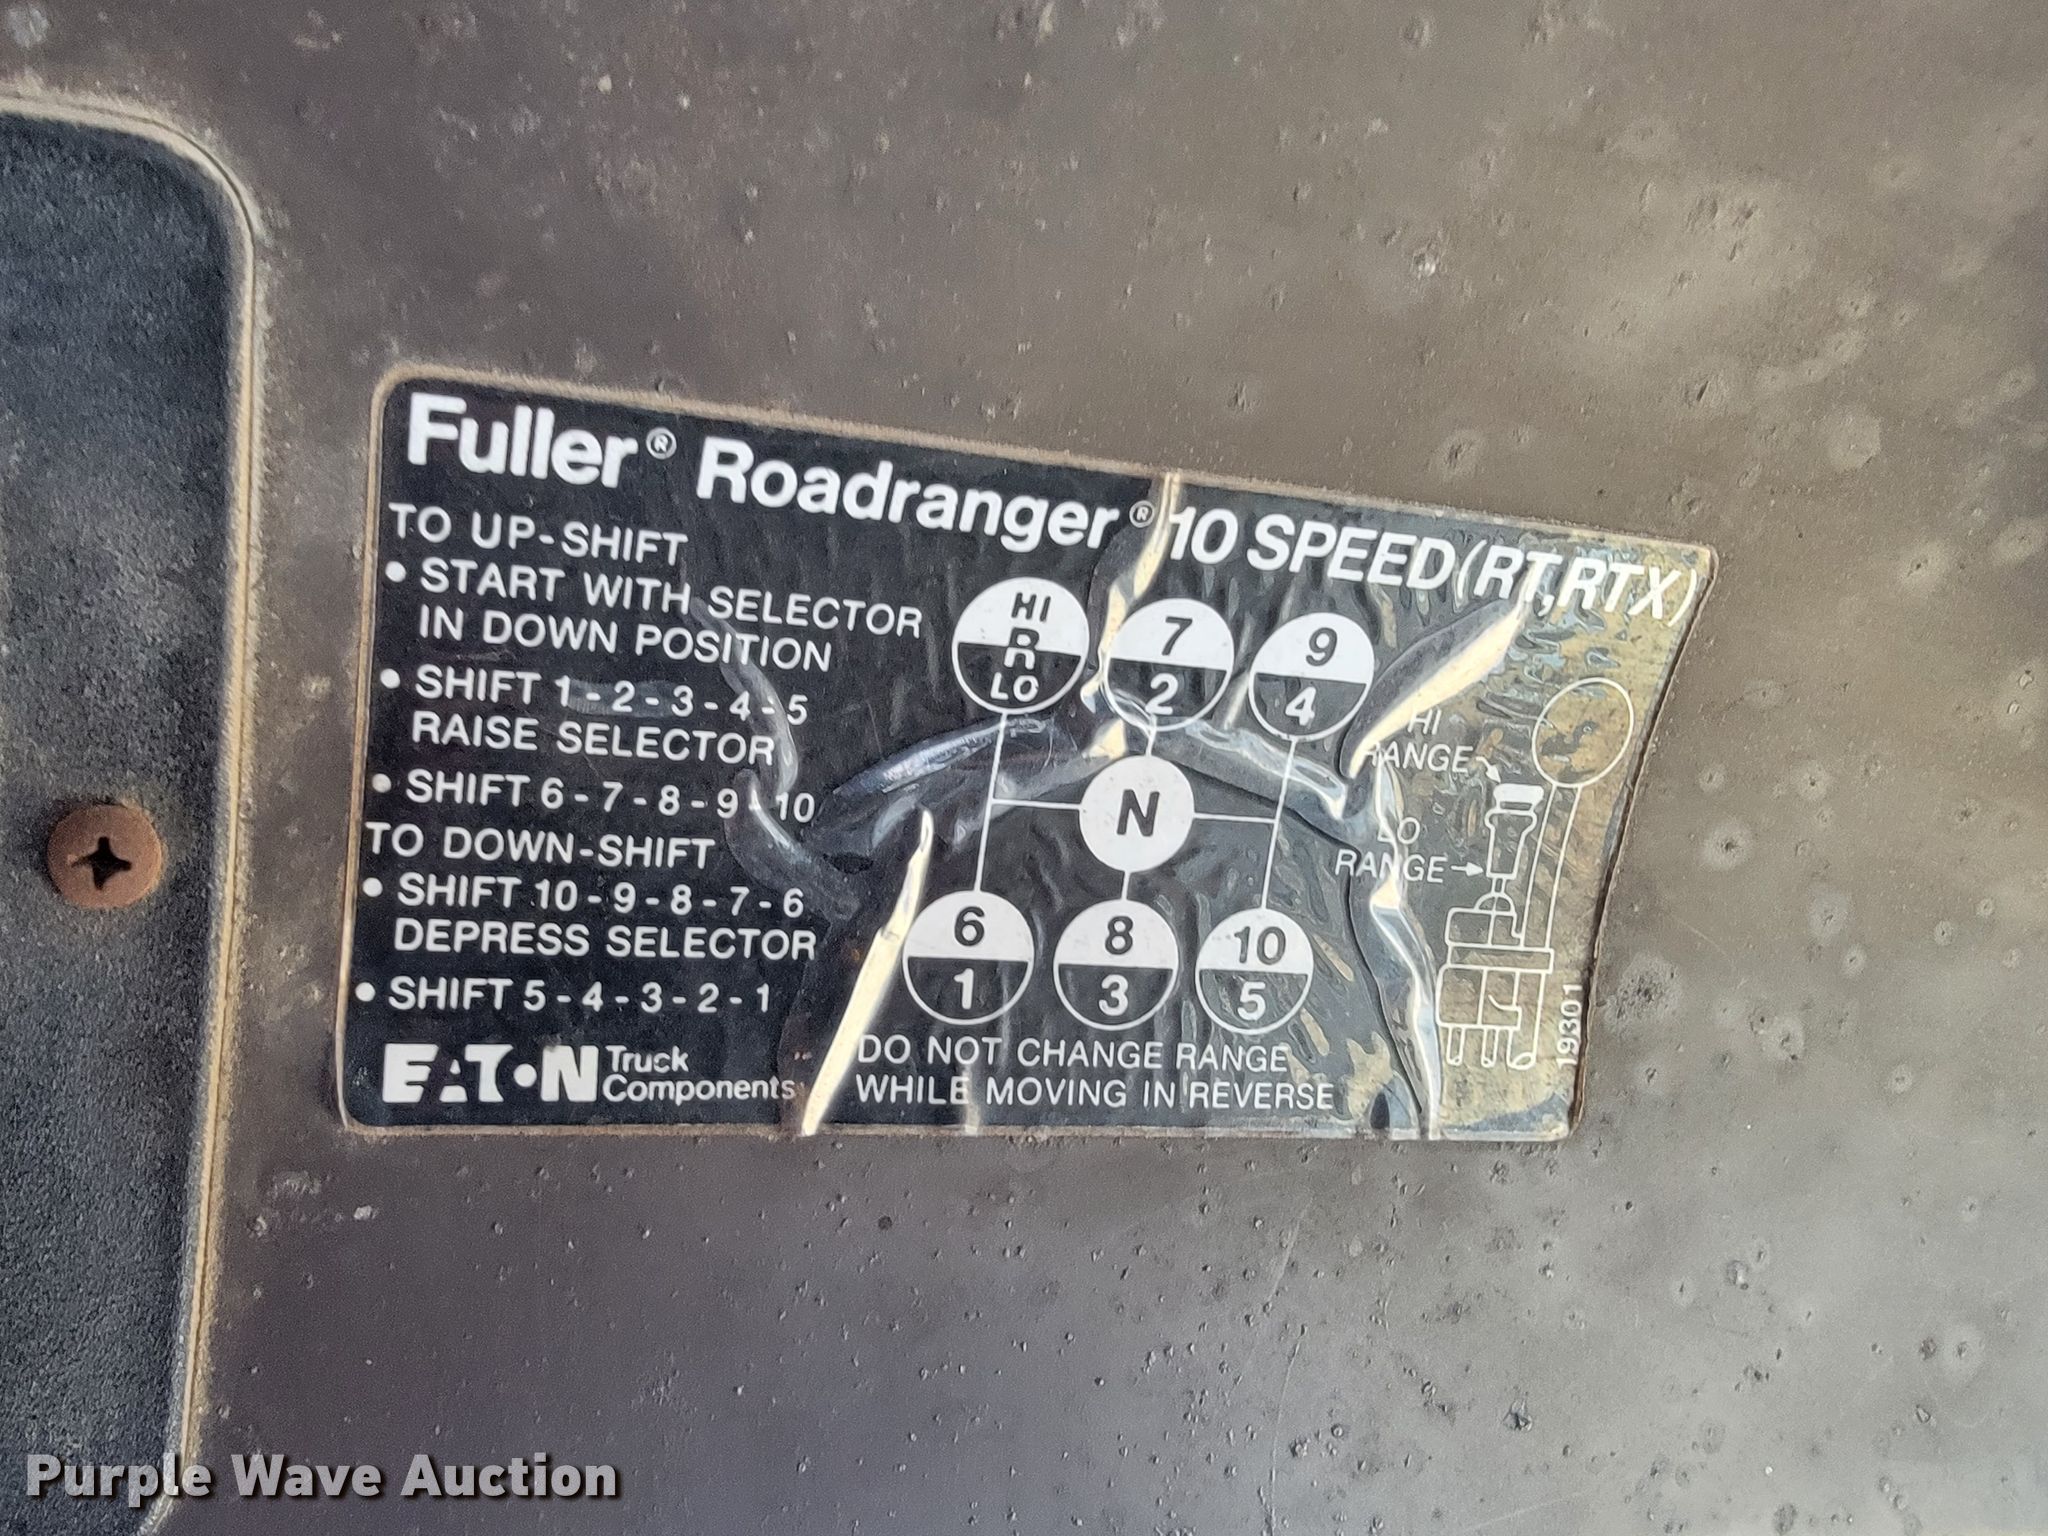 Fuller® Roadranger® 10 SPEED (RT,RTX)
TO UP-SHIFT
• START WITH SELECTOR
IN DOWN POSITION
• SHIFT 1-2-3-4-5
RAISE SELECTOR
• SHIFT 6-7-8-9-10
TO DOWN-SHIFT
• SHIFT 10-9-8-7-6
DEPRESS SELECTOR
• SHIFT 5-4-3-2-1
EATON Truck
Components
HI
R
LO
7
2
9
4
N
6
1
8
3
10
5
DO NOT CHANGE RANGE
WHILE MOVING IN REVERSE
HI
RANGE
LO
RANGE
19301
Purple Wave Auction